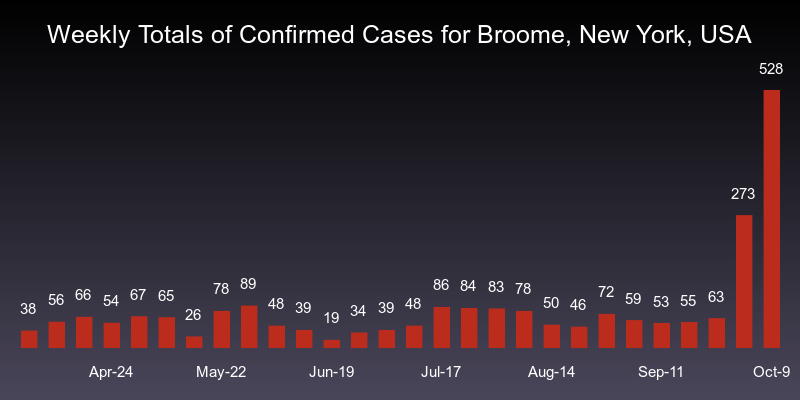 Weekly Totals of Confirmed Cases for Broome, New York, USA
38 56 66 54 67 65 26 78 89 48 39 19 34 39 48 86 84 83 78 50 46 72 59 53 55 63 273 528
Apr-24 May-22 Jun-19 Jul-17 Aug-14 Sep-11 Oct-9